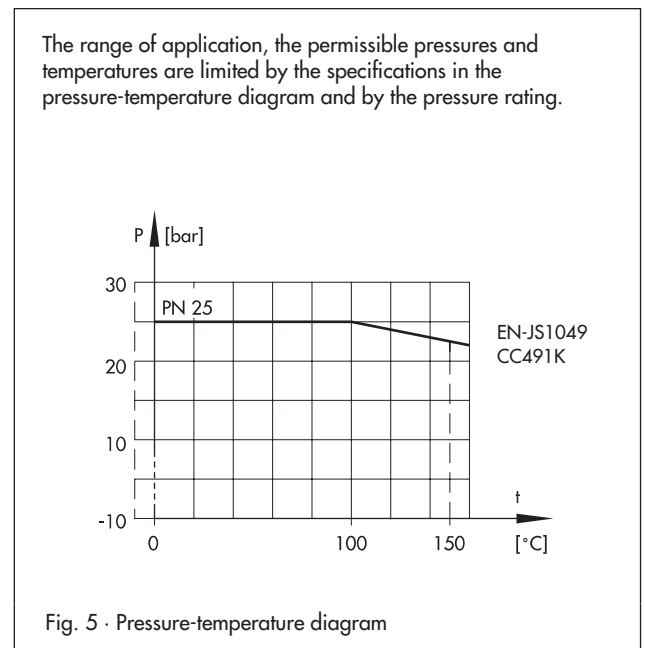 The range of application, the permissible pressures and
temperatures are limited by the specifications in the
pressure-temperature diagram and by the pressure rating.
P [bar]
30
PN 25
EN-JS1049
CC491K
20
10
t
-10
0 100 150 [°C]
Fig. 5 · Pressure-temperature diagram